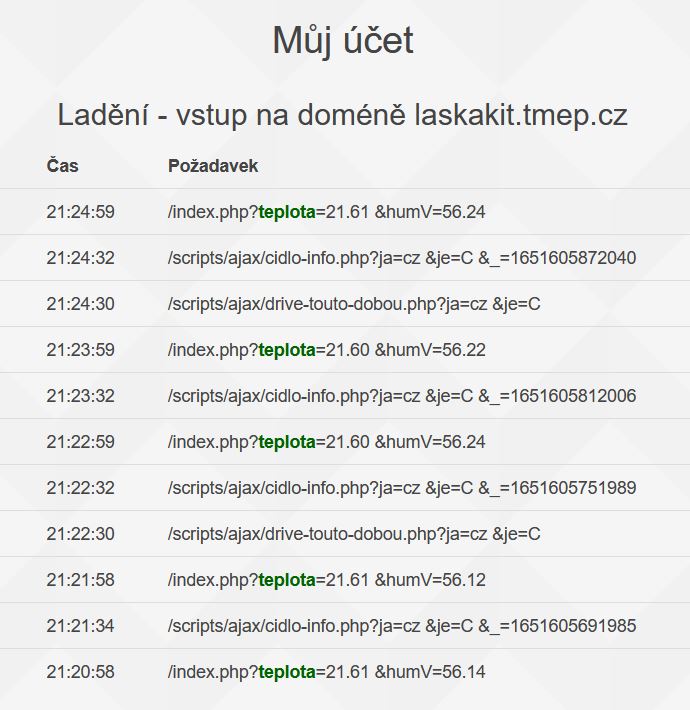 Můj účet
Ladění - vstup na doméně laskakit.tmep.cz
Čas Požadavek
21:24:59 /index.php?teplota=21.61 &humV=56.24
21:24:32 /scripts/ajax/cidlo-info.php?ja=cz &je=C &_=1651605872040
21:24:30 /scripts/ajax/drive-touto-dobou.php?ja=cz &je=C
21:23:59 /index.php?teplota=21.60 &humV=56.22
21:23:32 /scripts/ajax/cidlo-info.php?ja=cz &je=C &_=1651605812006
21:22:59 /index.php?teplota=21.60 &humV=56.24
21:22:32 /scripts/ajax/cidlo-info.php?ja=cz &je=C &_=1651605751989
21:22:30 /scripts/ajax/drive-touto-dobou.php?ja=cz &je=C
21:21:58 /index.php?teplota=21.61 &humV=56.12
21:21:34 /scripts/ajax/cidlo-info.php?ja=cz &je=C &_=1651605691985
21:20:58 /index.php?teplota=21.61 &humV=56.14